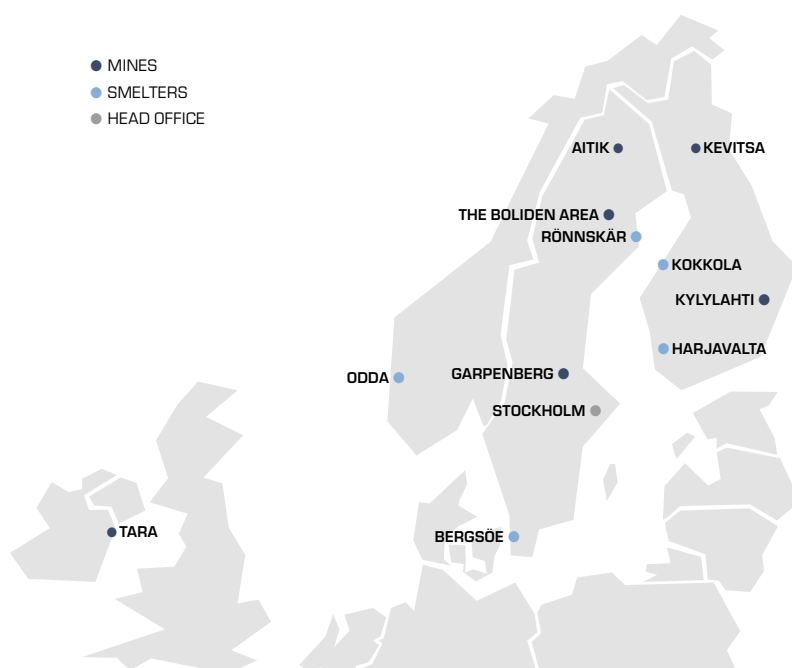 MINES
SMELTERS
HEAD OFFICE
AITIK
KEVITSA
THE BOLIDEN AREA
RÖNNSKÄR
KOKKOLA
KYLYLAHTI
HARJAVALTA
GARPENBERG
ODDA
STOCKHOLM
TARA
BERGSÖE